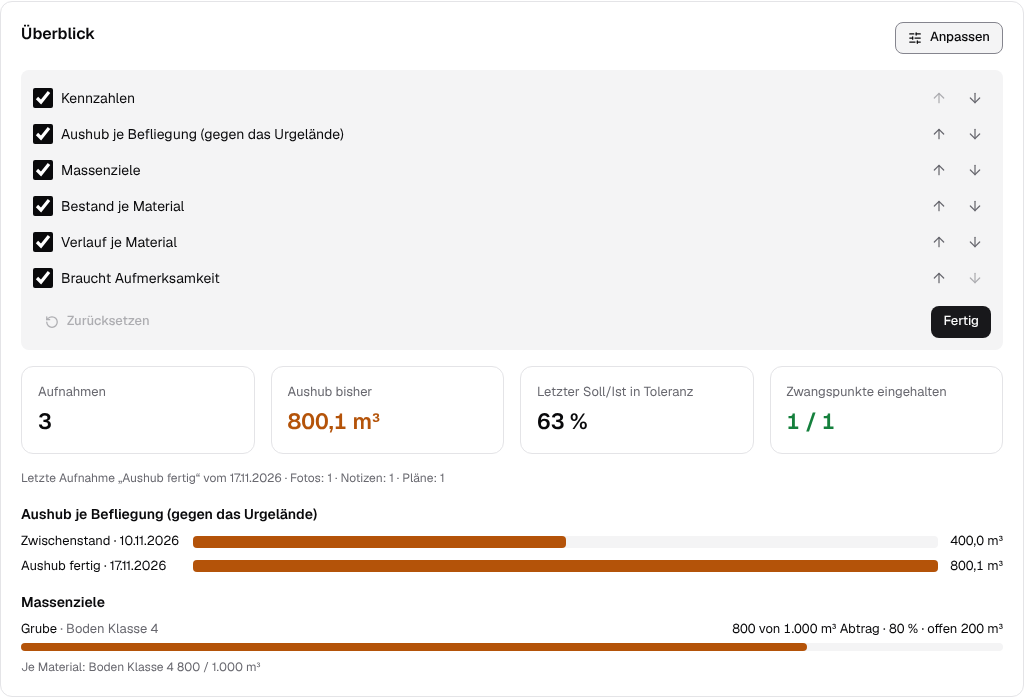 Überblick
Anpassen
Kennzahlen
Aushub je Befliegung (gegen das Urgelände)
Massenziele
Bestand je Material
Verlauf je Material
Braucht Aufmerksamkeit
Zurücksetzen
Fertig
Aufnahmen
3
Aushub bisher
800,1 m³
Letzter Soll/Ist in Toleranz
63 %
Zwangspunkte eingehalten
1 / 1
Letzte Aufnahme „Aushub fertig“ vom 17.11.2026 · Fotos: 1 · Notizen: 1 · Pläne: 1
Aushub je Befliegung (gegen das Urgelände)
Zwischenstand · 10.11.2026 400,0 m³
Aushub fertig · 17.11.2026 800,1 m³
Massenziele
Grube · Boden Klasse 4 800 von 1.000 m³ Abtrag · 80 % · offen 200 m³
Je Material: Boden Klasse 4 800 / 1.000 m³